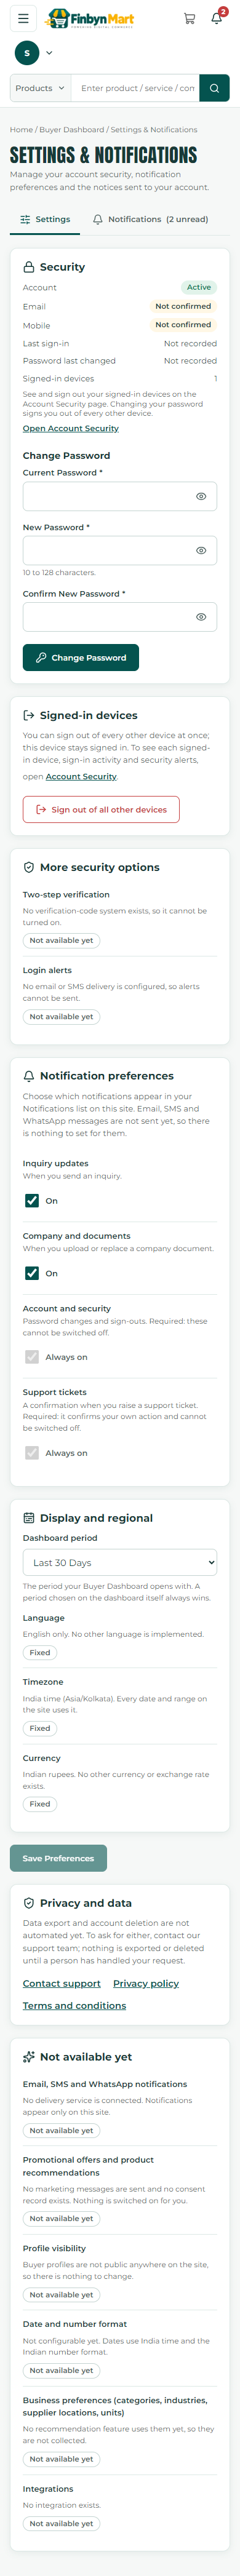 FinbynMart
2
S
Products
Enter product / service / com
Home / Buyer Dashboard / Settings & Notifications
SETTINGS & NOTIFICATIONS
Manage your account security, notification
preferences and the notices sent to your account.
Settings
Notifications (2 unread)
Security
Account Active
Email Not confirmed
Mobile Not confirmed
Last sign-in Not recorded
Password last changed Not recorded
Signed-in devices 1
See and sign out your signed-in devices on the
Account Security page. Changing your password
signs you out of every other device.
Open Account Security
Change Password
Current Password *
New Password *
10 to 128 characters.
Confirm New Password *
Change Password
Signed-in devices
You can sign out of every other device at once;
this device stays signed in. To see each signed-
in device, sign-in activity and security alerts,
open Account Security.
Sign out of all other devices
More security options
Two-step verification
No verification-code system exists, so it cannot be
turned on.
Not available yet
Login alerts
No email or SMS delivery is configured, so alerts
cannot be sent.
Not available yet
Notification preferences
Choose which notifications appear in your
Notifications list on this site. Email, SMS and
WhatsApp messages are not sent yet, so there
is nothing to set for them.
Inquiry updates
When you send an inquiry.
On
Company and documents
When you upload or replace a company document.
On
Account and security
Password changes and sign-outs. Required: these
cannot be switched off.
Always on
Support tickets
A confirmation when you raise a support ticket.
Required: it confirms your own action and cannot
be switched off.
Always on
Display and regional
Dashboard period
Last 30 Days
The period your Buyer Dashboard opens with. A
period chosen on the dashboard itself always wins.
Language
English only. No other language is implemented.
Fixed
Timezone
India time (Asia/Kolkata). Every date and range on
the site uses it.
Fixed
Currency
Indian rupees. No other currency or exchange rate
exists.
Fixed
Save Preferences
Privacy and data
Data export and account deletion are not
automated yet. To ask for either, contact our
support team; nothing is exported or deleted
until a person has handled your request.
Contact support Privacy policy
Terms and conditions
Not available yet
Email, SMS and WhatsApp notifications
No delivery service is connected. Notifications
appear only on this site.
Not available yet
Promotional offers and product
recommendations
No marketing messages are sent and no consent
record exists. Nothing is switched on for you.
Not available yet
Profile visibility
Buyer profiles are not public anywhere on the site,
so there is nothing to change.
Not available yet
Date and number format
Not configurable yet. Dates use India time and the
Indian number format.
Not available yet
Business preferences (categories, industries,
supplier locations, units)
No recommendation feature uses them yet, so they
are not collected.
Not available yet
Integrations
No integration exists.
Not available yet